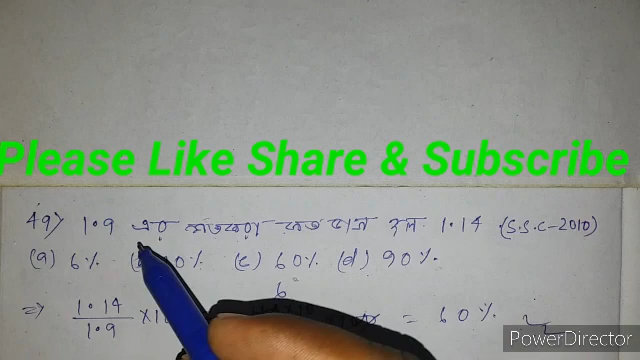 Please Like Share & Subscribe
49> 1.9 এর শতকরা কত ভাগ হল 1.14 (S.S.C-2010)
(a) 6% 0% (c) 60% (d) 90%.
6
=> 1.14 / 1.9 × = 60%
PowerDirector